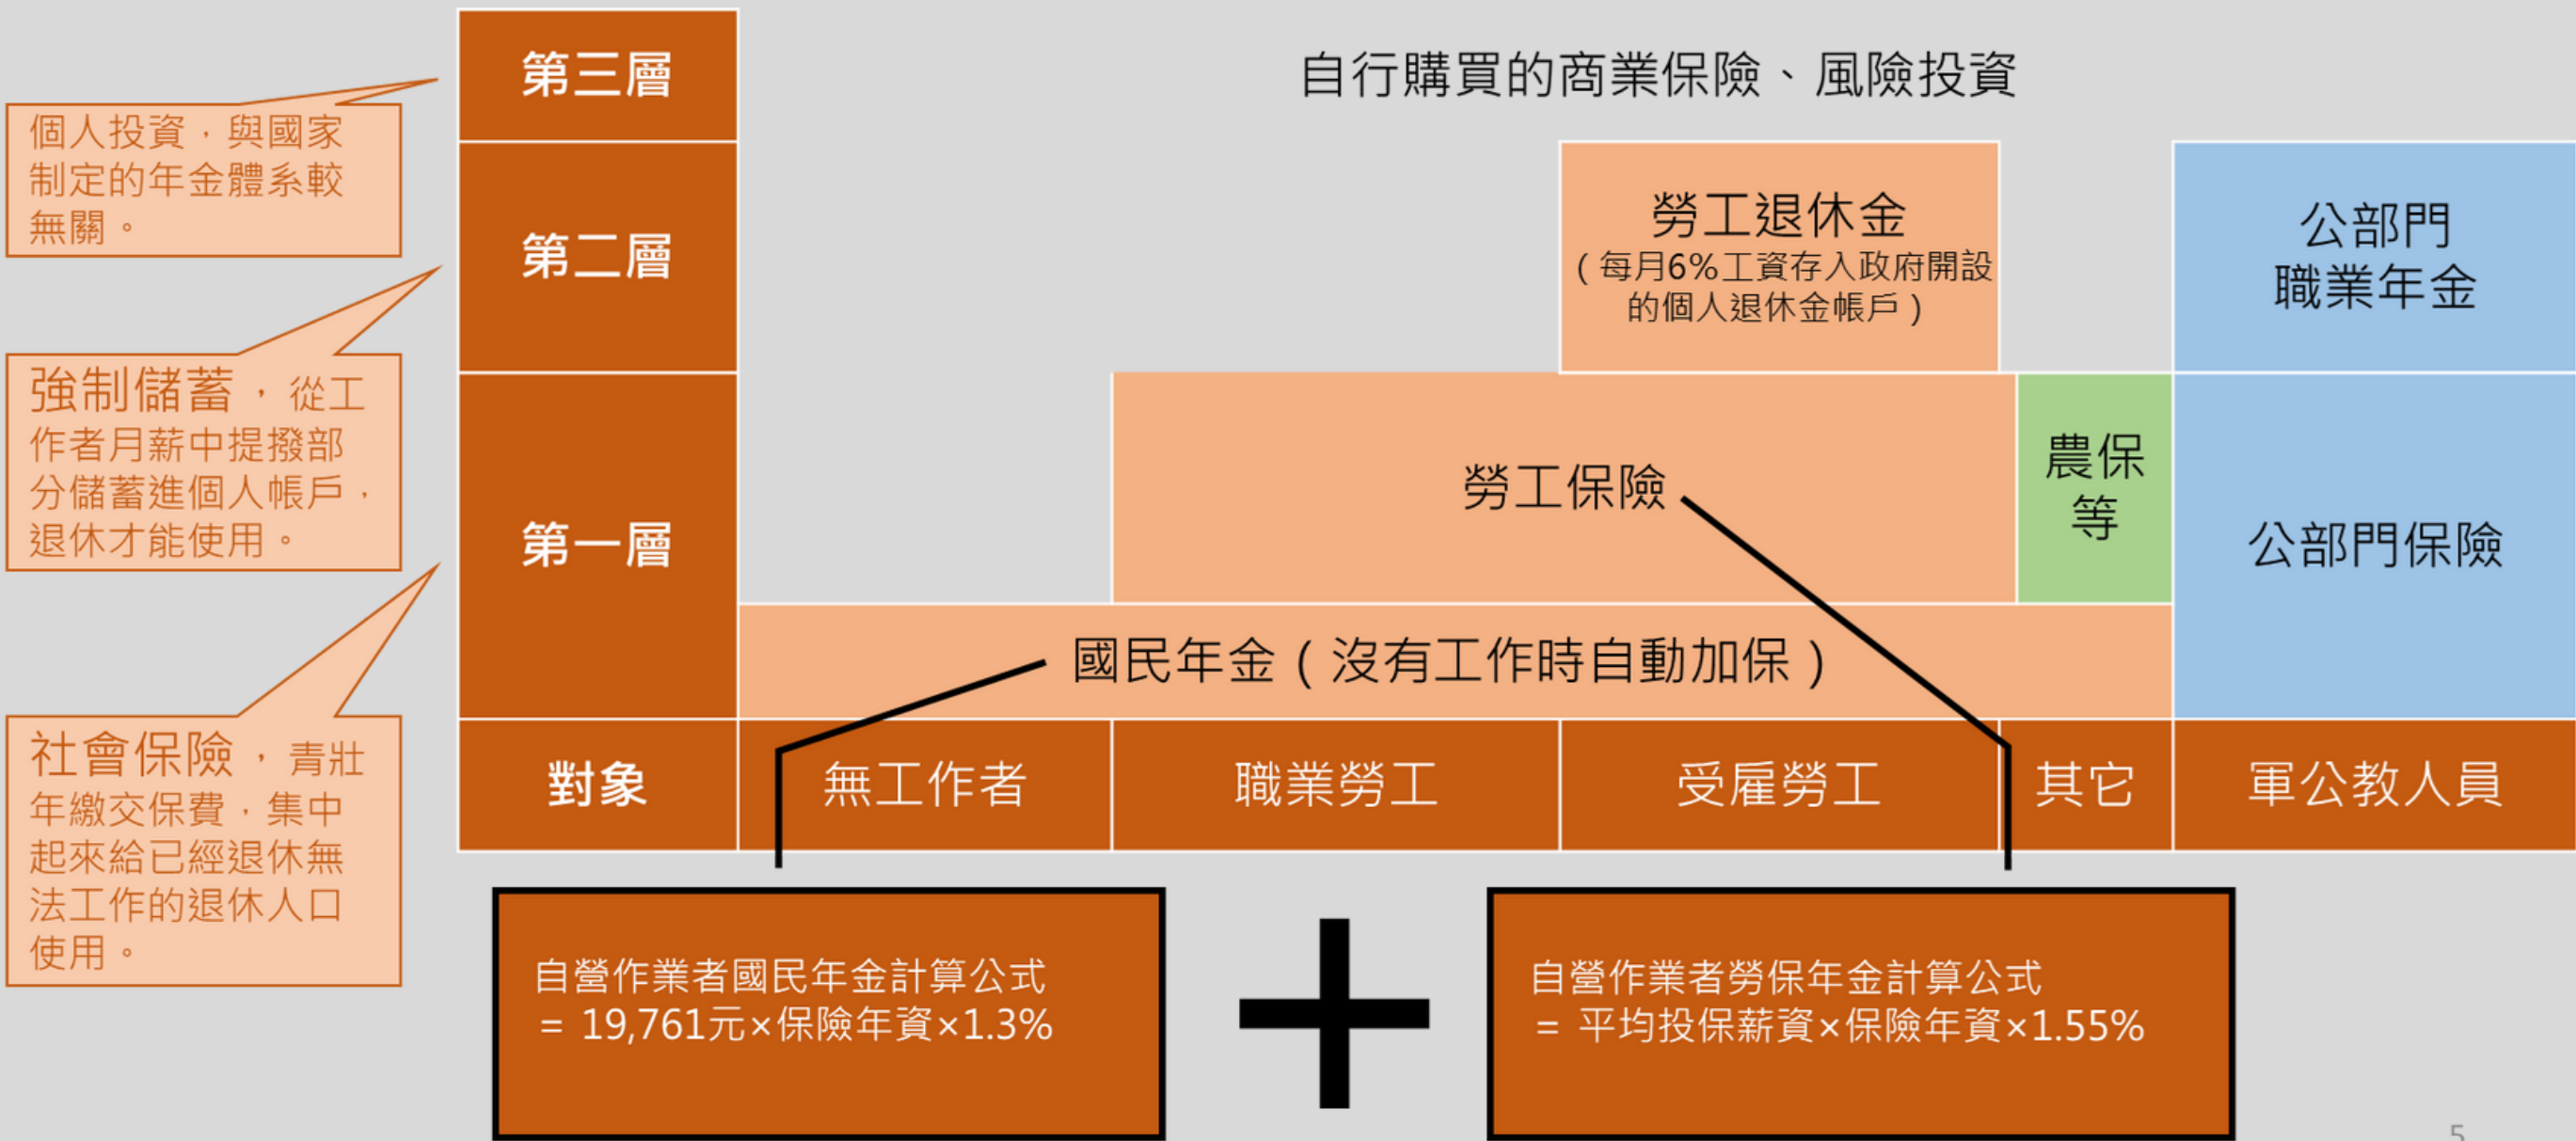 第三層
自行購買的商業保險、風險投資
個人投資，與國家
制定的年金體系較
無關。
第二層
勞工退休金
（每月6%工資存入政府開設
的個人退休金帳戶）
公部門
職業年金
強制儲蓄，從工
作者月薪中提撥部
分儲蓄進個人帳戶，
退休才能使用。
第一層
勞工保險
農保
等
公部門保險
國民年金（沒有工作時自動加保）
社會保險，青壯
年繳交保費，集中
起來給已經退休無
法工作的退休人口
使用。
對象
無工作者
職業勞工
受雇勞工
其它
軍公教人員
自營作業者國民年金計算公式
= 19,761元×保險年資×1.3%
+
自營作業者勞保年金計算公式
= 平均投保薪資×保險年資×1.55%
5